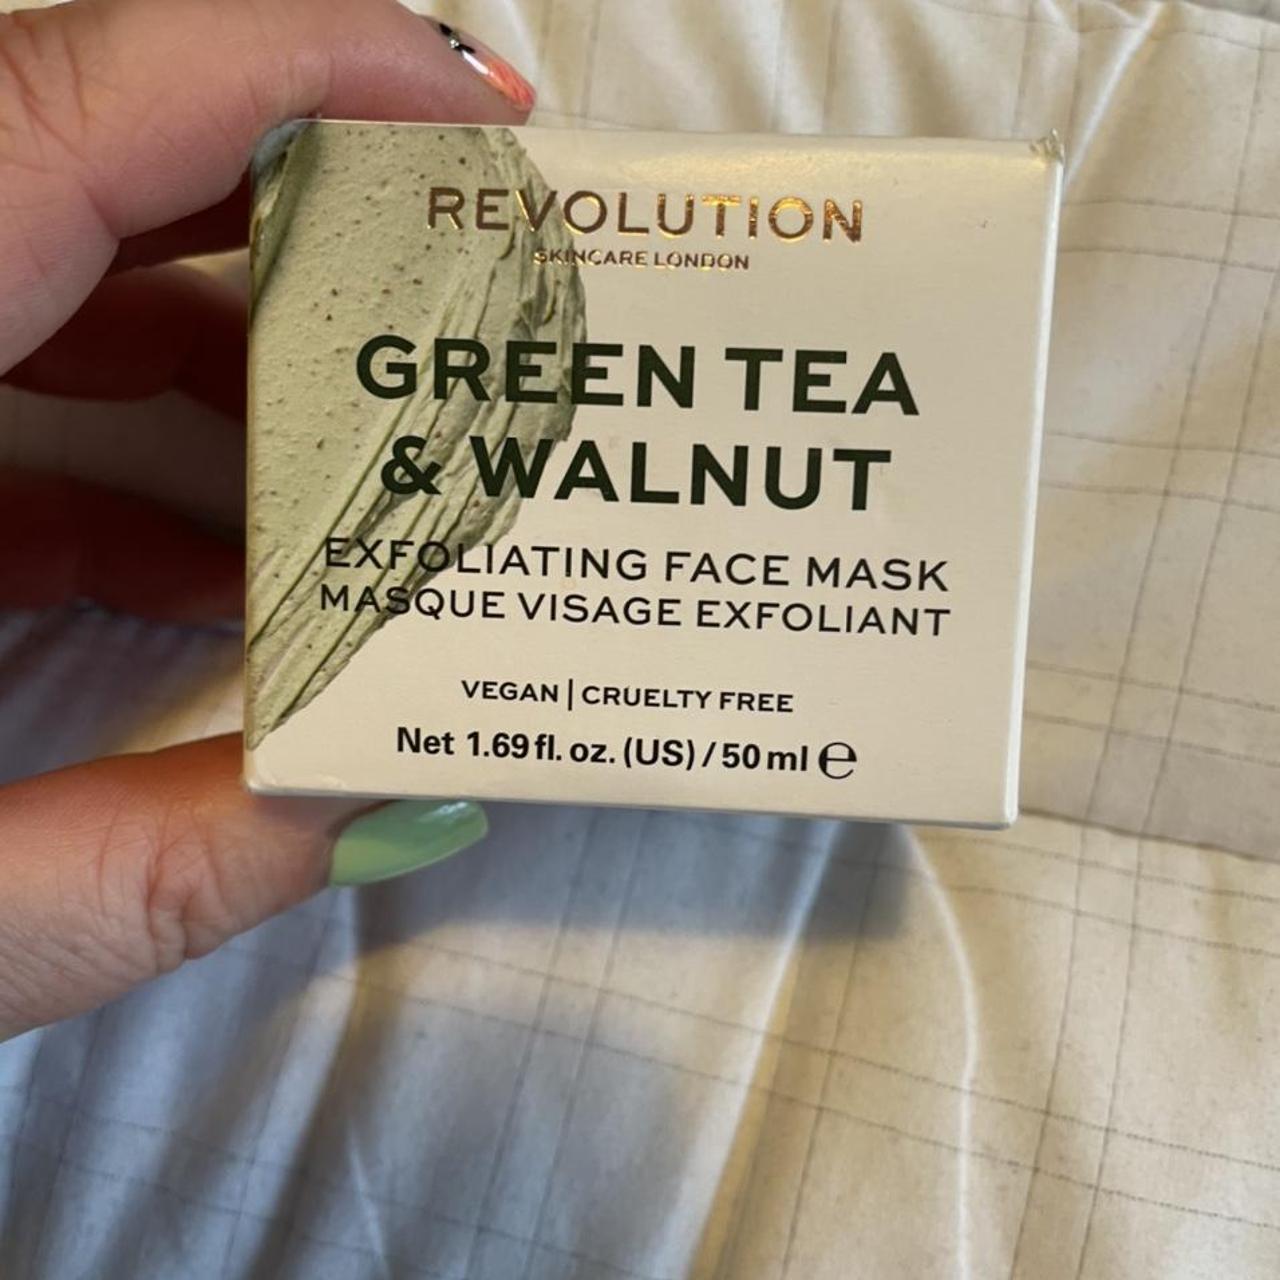 REVOLUTION
SKINCARE LONDON
GREEN TEA
& WALNUT
EXFOLIATING FACE MASK
MASQUE VISAGE EXFOLIANT
VEGAN | CRUELTY FREE
Net 1.69 fl. oz. (US) / 50 ml ℮